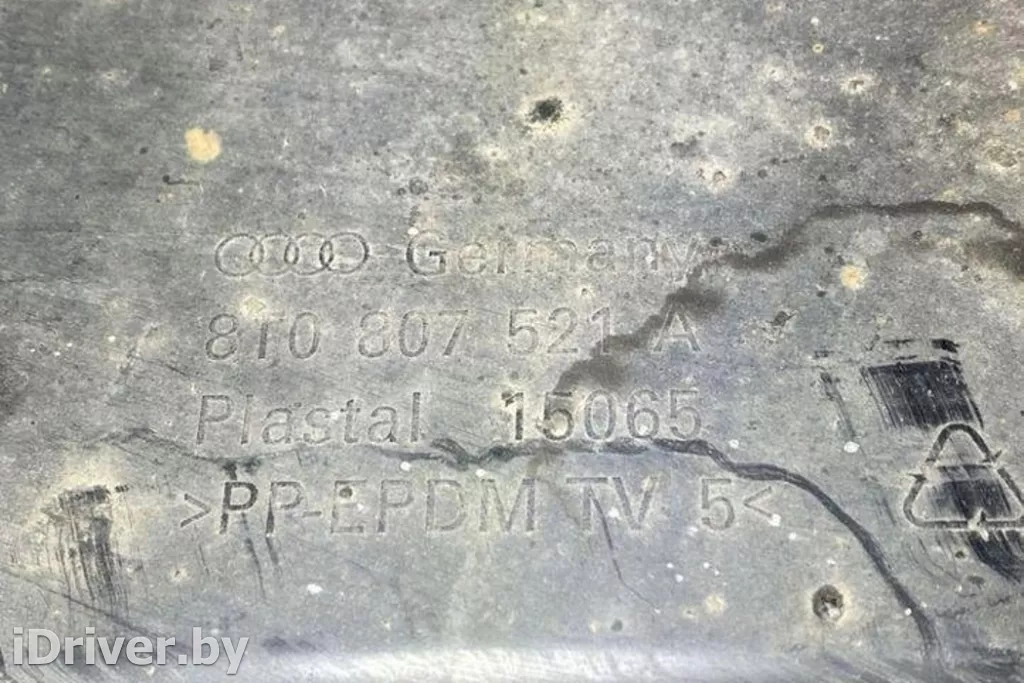 Germany
8T0 807 521 A
Plastal 15065
>PP-EPDM TV 5<
iDriver.by